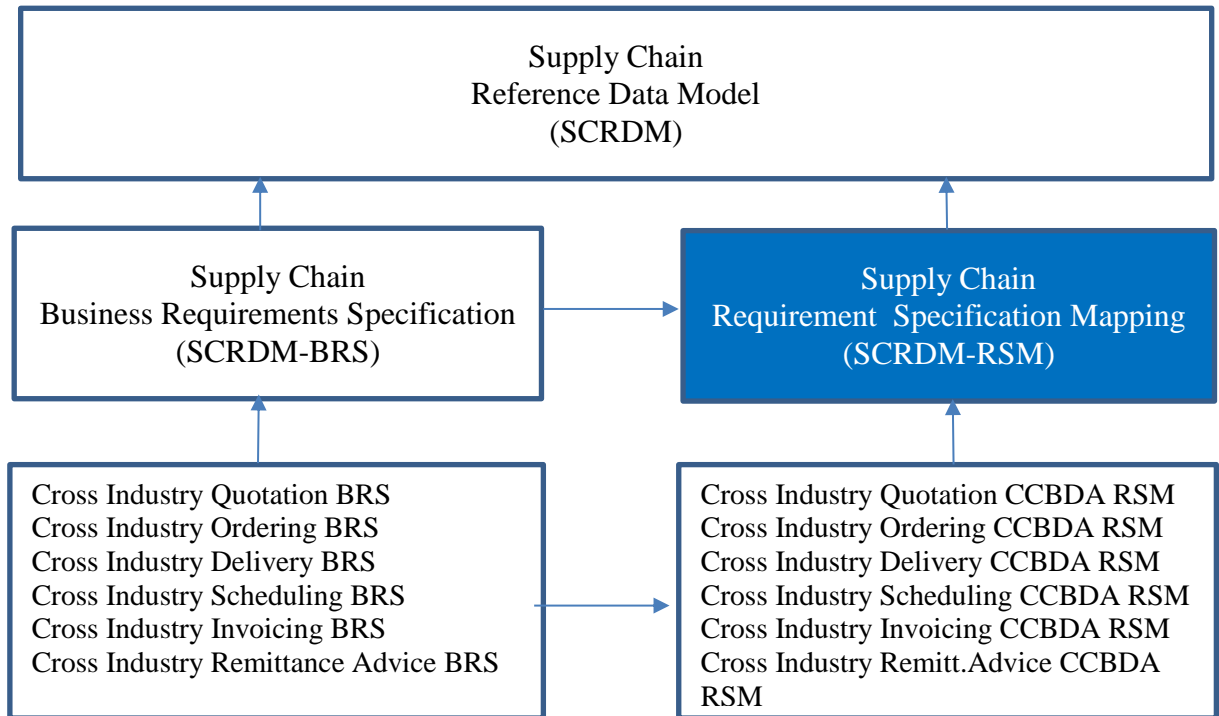 Supply Chain
Reference Data Model
(SCRDM)
Supply Chain
Business Requirements Specification
(SCRDM-BRS)
Supply Chain
Requirement Specification Mapping
(SCRDM-RSM)
Cross Industry Quotation BRS
Cross Industry Ordering BRS
Cross Industry Delivery BRS
Cross Industry Scheduling BRS
Cross Industry Invoicing BRS
Cross Industry Remittance Advice BRS
Cross Industry Quotation CCBDA RSM
Cross Industry Ordering CCBDA RSM
Cross Industry Delivery CCBDA RSM
Cross Industry Scheduling CCBDA RSM
Cross Industry Invoicing CCBDA RSM
Cross Industry Remitt.Advice CCBDA
RSM